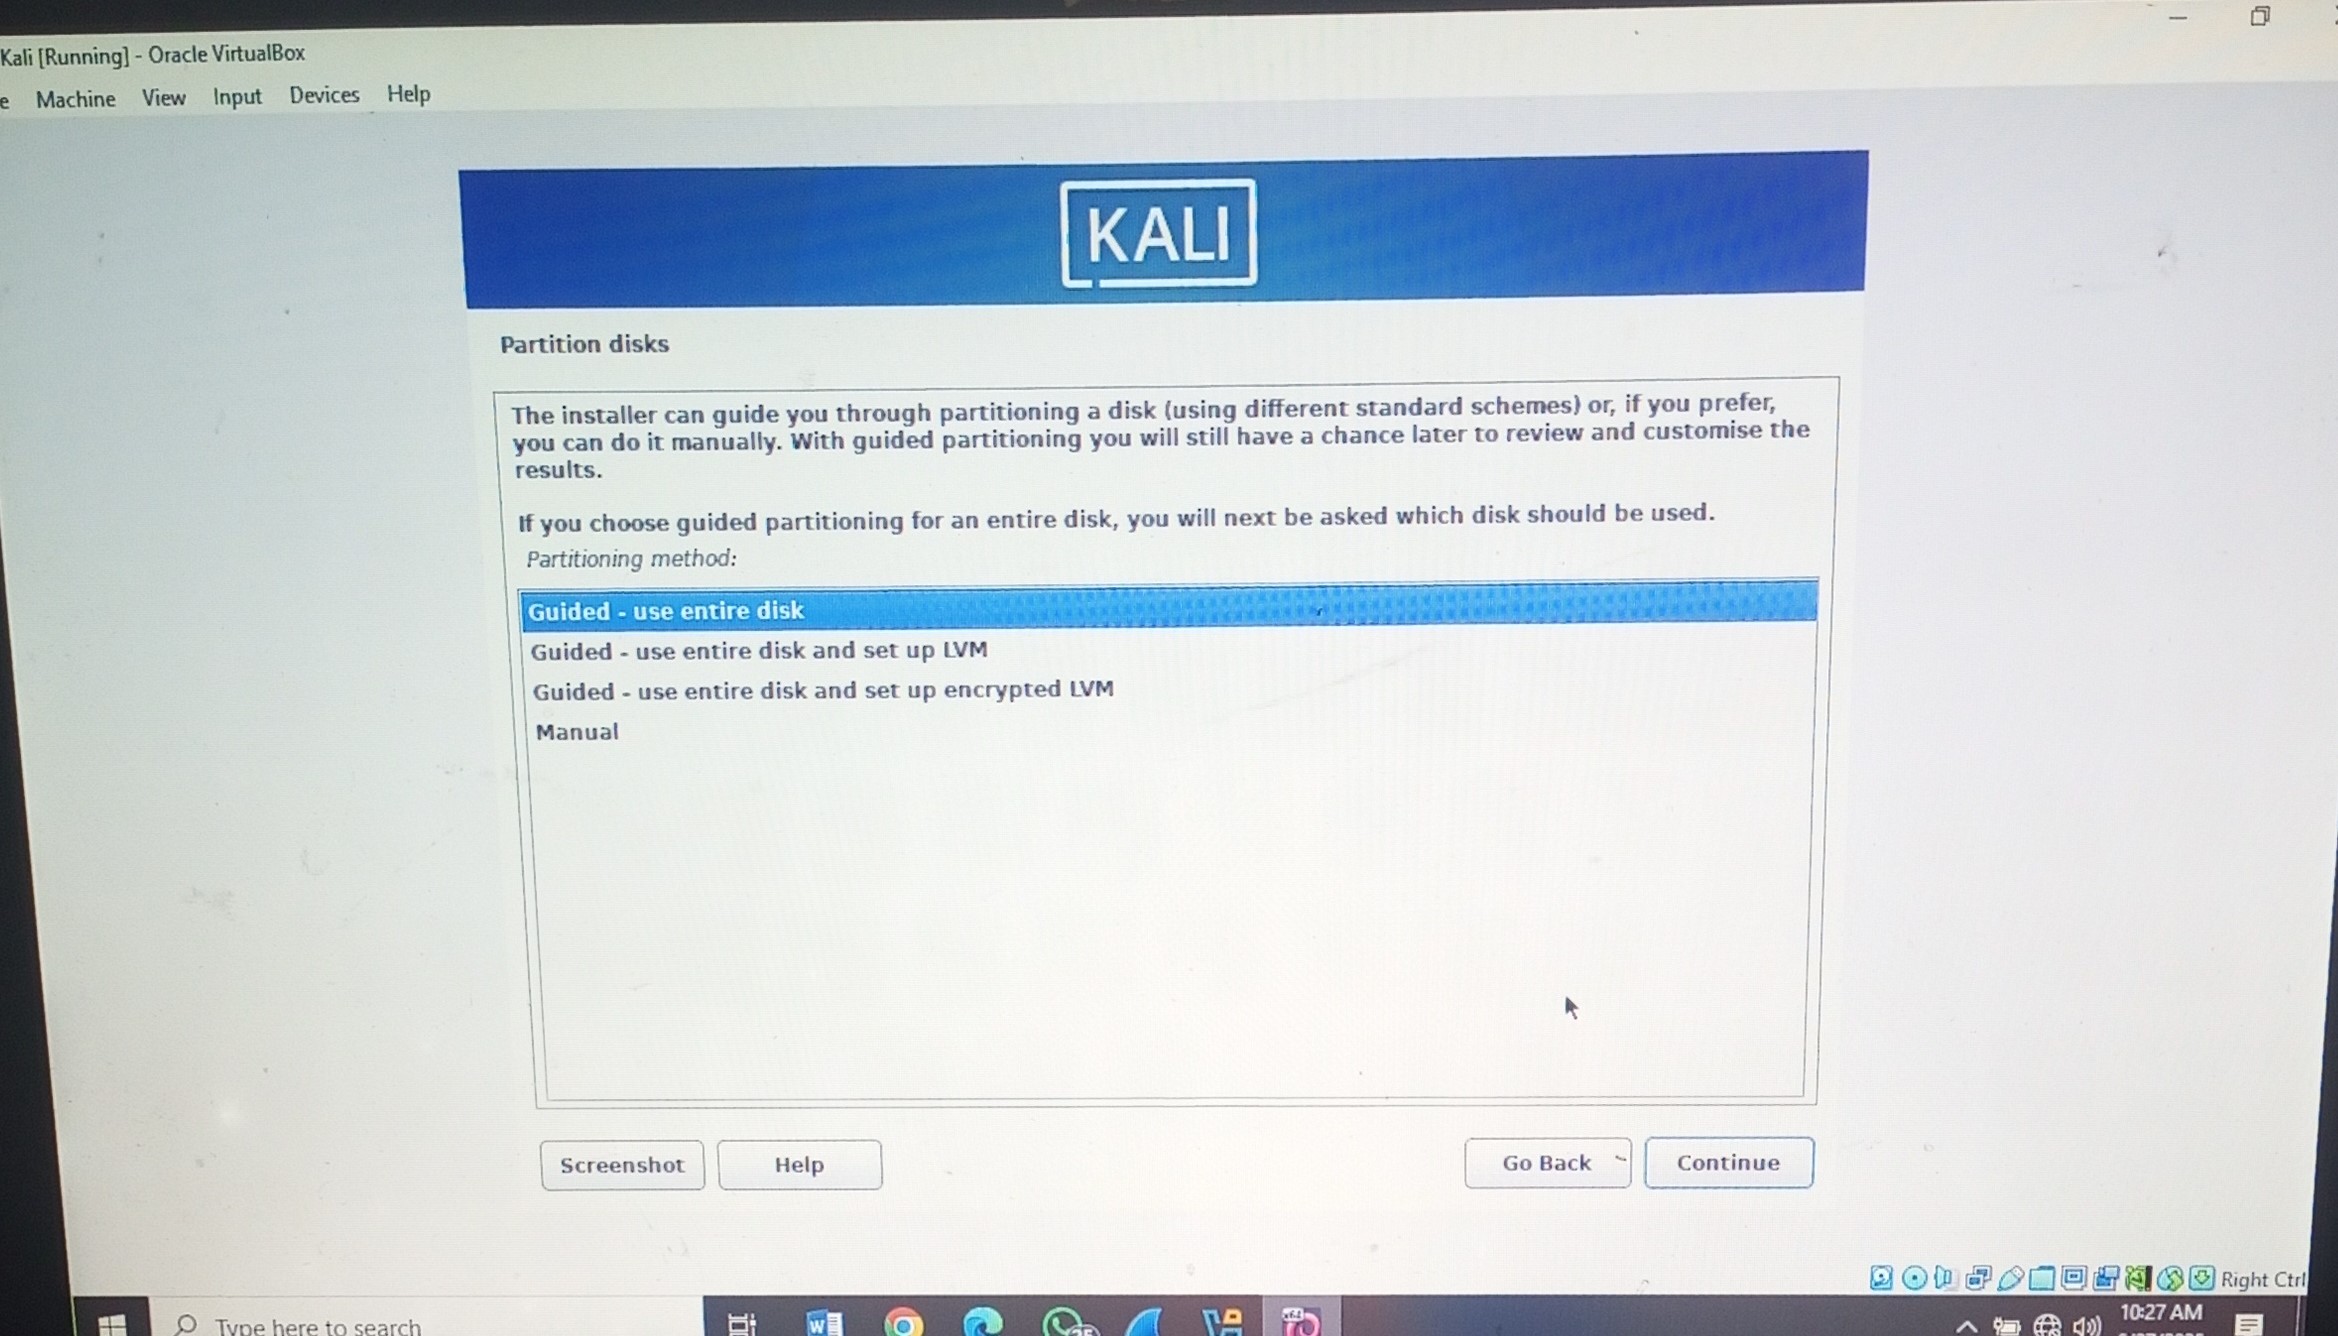 Kali [Running] - Oracle VirtualBox
e Machine View Input Devices Help
KALI
Partition disks
The installer can guide you through partitioning a disk (using different standard schemes) or, if you prefer,
you can do it manually. With guided partitioning you will still have a chance later to review and customise the
results.
If you choose guided partitioning for an entire disk, you will next be asked which disk should be used.
Partitioning method:
Guided - use entire disk
Guided - use entire disk and set up LVM
Guided - use entire disk and set up encrypted LVM
Manual
Screenshot Help Go Back Continue
Right Ctrl
Type here to search
10:27 AM